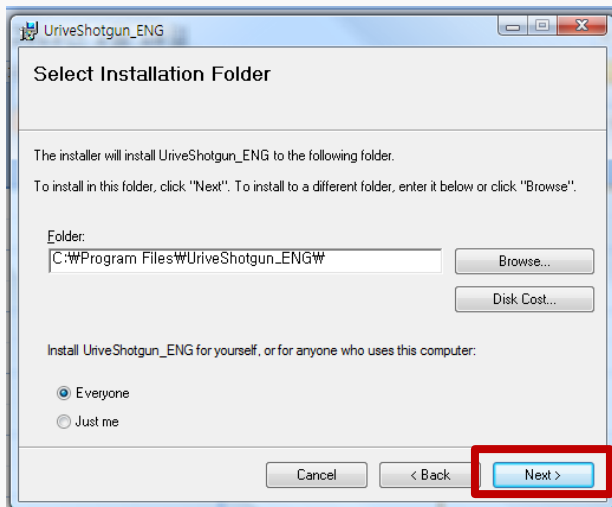 UriveShotgun_ENG
Select Installation Folder
The installer will install UriveShotgun_ENG to the following folder.
To install in this folder, click "Next". To install to a different folder, enter it below or click "Browse".
Folder:
C:₩Program Files₩UriveShotgun_ENG₩
Browse...
Disk Cost...
Install UriveShotgun_ENG for yourself, or for anyone who uses this computer:
Everyone
Just me
Cancel
< Back
Next >